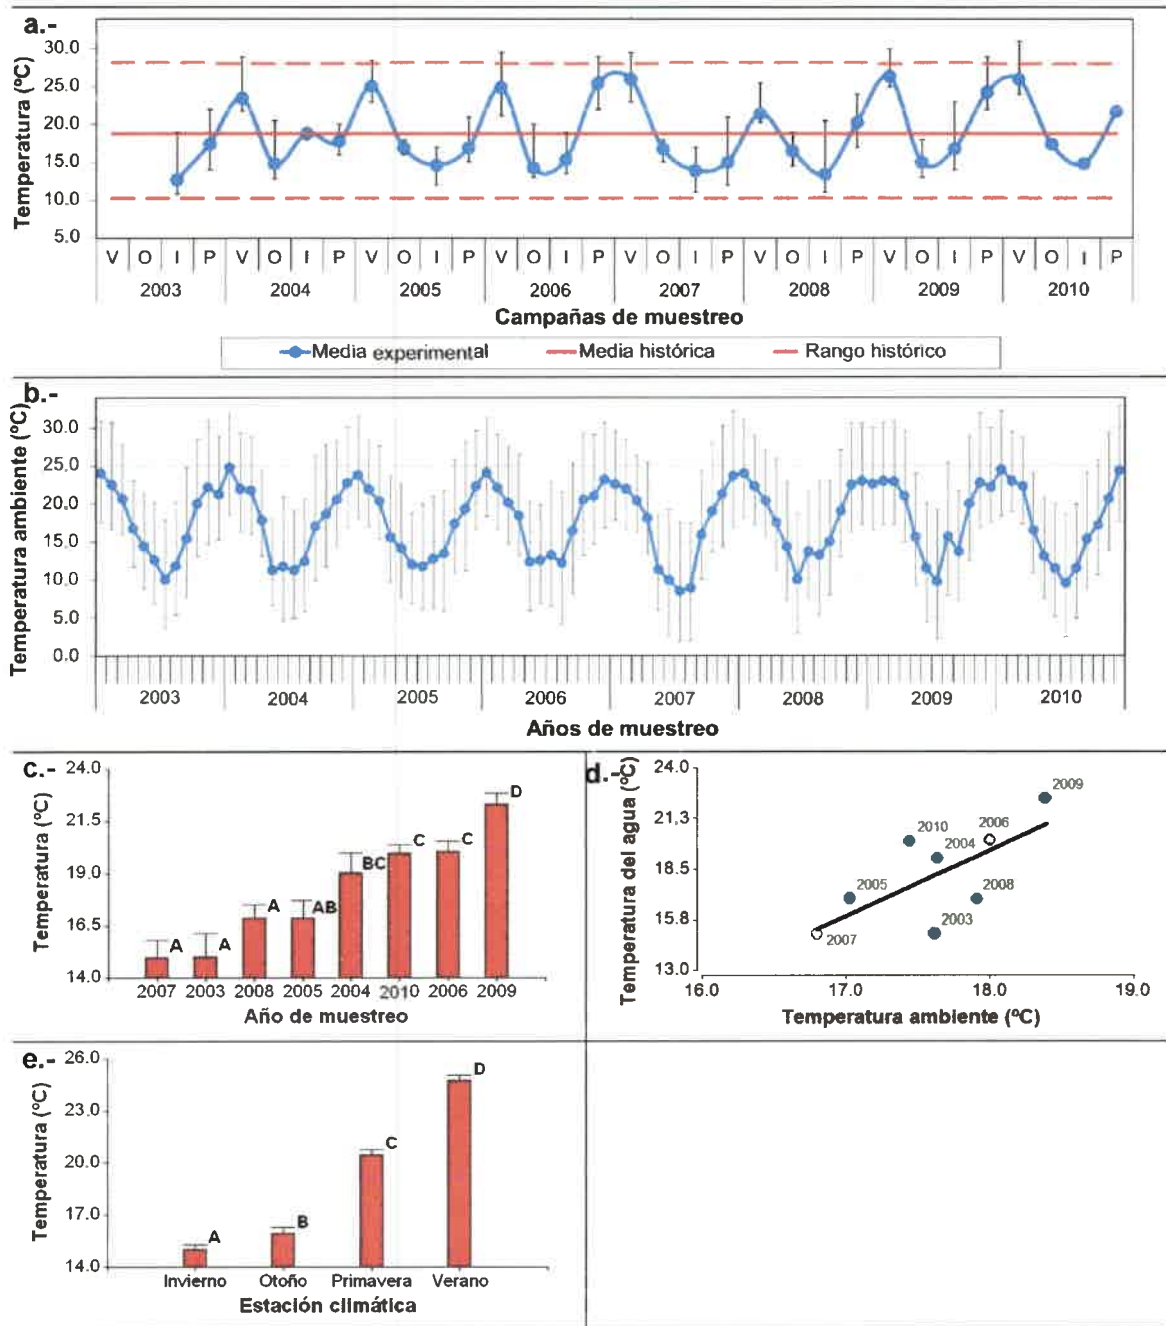 a.-
Temperatura (ºC)
30.0
25.0
20.0
15.0
10.0
5.0
V O I P V O I P V O I P V O I P V O I P V O I P V O I P V O I P
2003 2004 2005 2006 2007 2008 2009 2010
Campañas de muestreo
Media experimental Media histórica Rango histórico
b.-
Temperatura ambiente (ºC)
30.0
25.0
20.0
15.0
10.0
5.0
0.0
2003 2004 2005 2006 2007 2008 2009 2010
Años de muestreo
c.-
Temperatura (ºC)
24.0
21.5
19.0
16.5
14.0
A A A AB BC C C D
2007 2003 2008 2005 2004 2010 2006 2009
Año de muestreo
d.-
Temperatura del agua (ºC)
24.0
21.3
18.5
15.8
13.0
2009
2006
2010
2004
2005
2008
2003
2007
16.0 17.0 18.0 19.0
Temperatura ambiente (ºC)
e.-
Temperatura (ºC)
26.0
23.0
20.0
17.0
14.0
A B C D
Invierno Otoño Primavera Verano
Estación climática